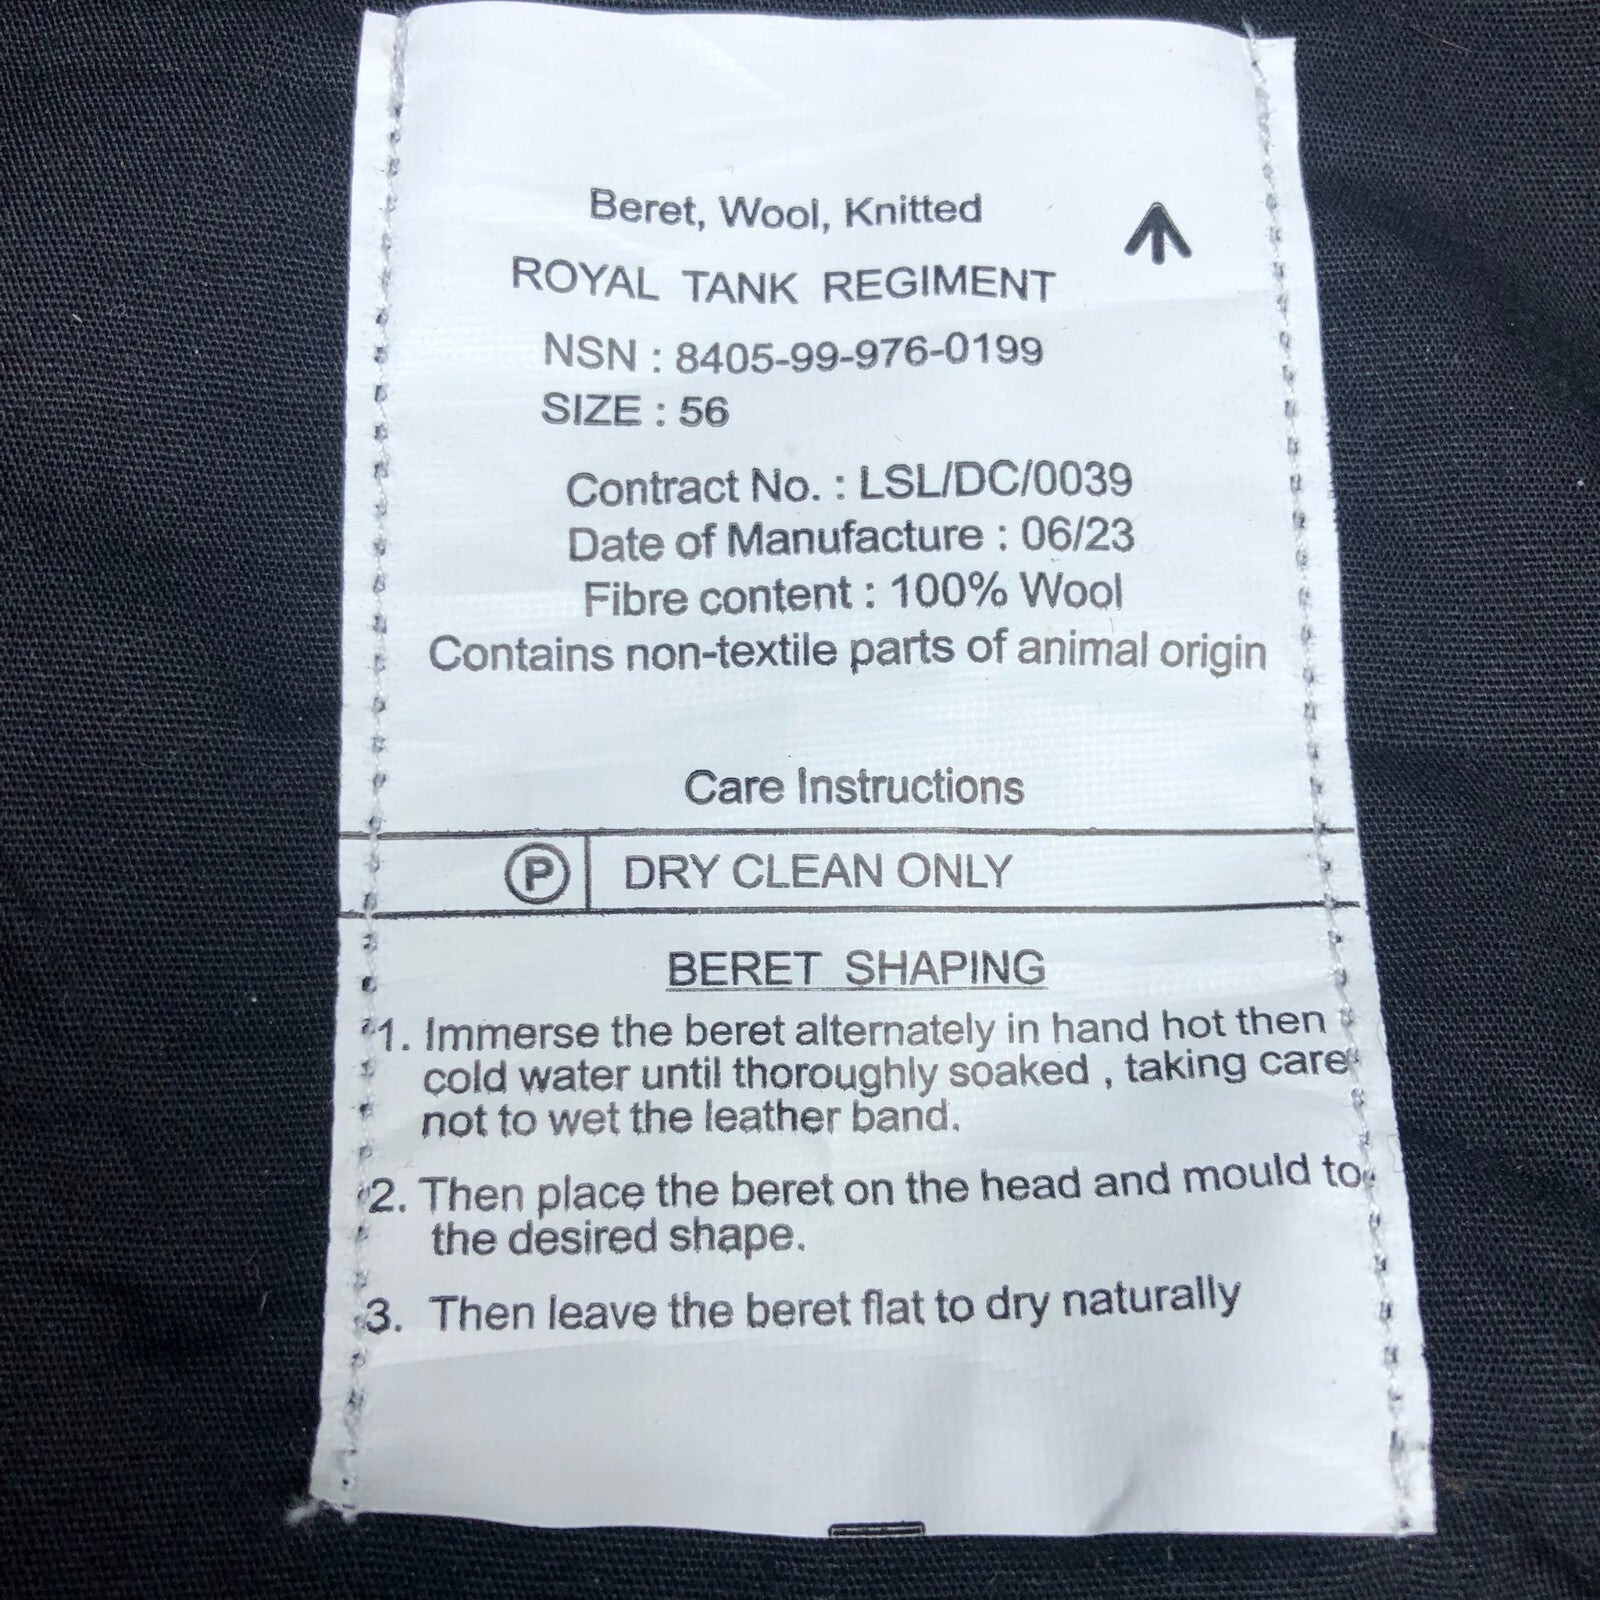 Beret, Wool, Knitted
ROYAL TANK REGIMENT
NSN : 8405-99-976-0199
SIZE : 56
Contract No. : LSL/DC/0039
Date of Manufacture : 06/23
Fibre content : 100% Wool
Contains non-textile parts of animal origin
Care Instructions
P DRY CLEAN ONLY
BERET SHAPING
1. Immerse the beret alternately in hand hot then
cold water until thoroughly soaked , taking care
not to wet the leather band.
2. Then place the beret on the head and mould to
the desired shape.
3. Then leave the beret flat to dry naturally